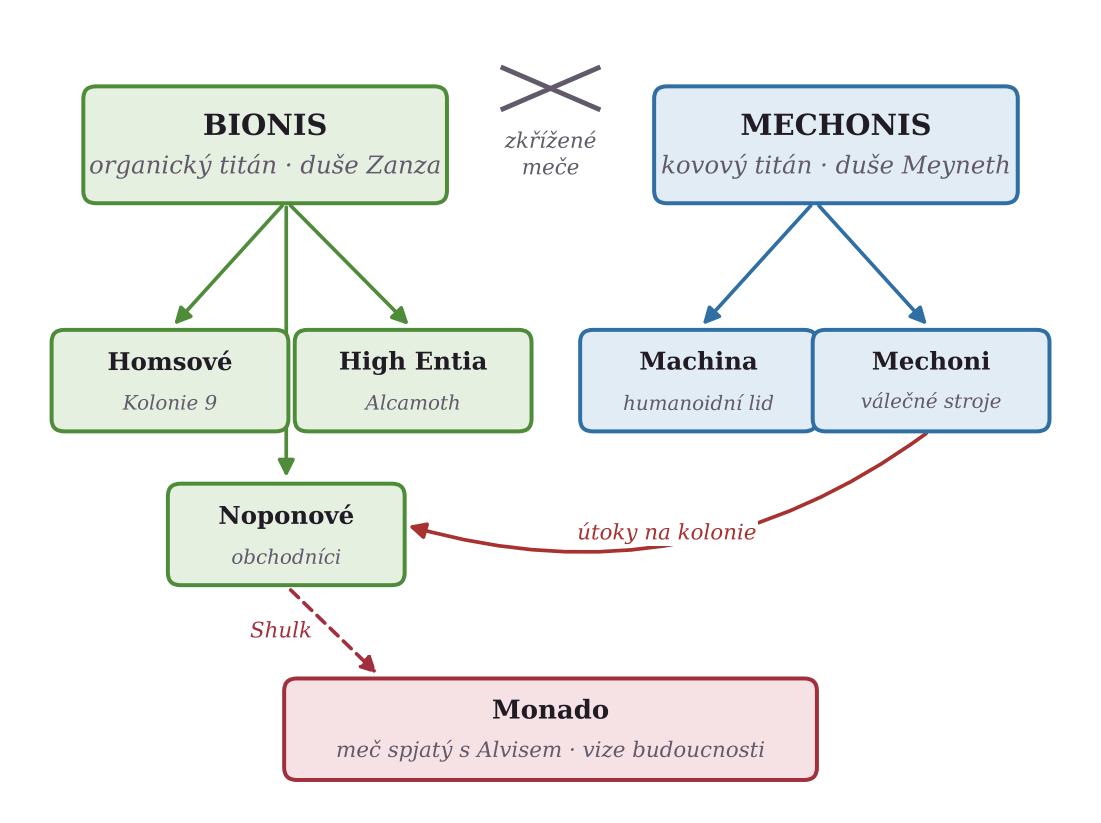 BIONIS
organický titán · duše Zanza
zkřížené
meče
MECHONIS
kovový titán · duše Meyneth
Homsové
Kolonie 9
High Entia
Alcamoth
Machina
humanoidní lid
Mechoni
válečné stroje
Noponové
obchodníci
útoky na kolonie
Shulk
Monado
meč spjatý s Alvisem · vize budoucnosti